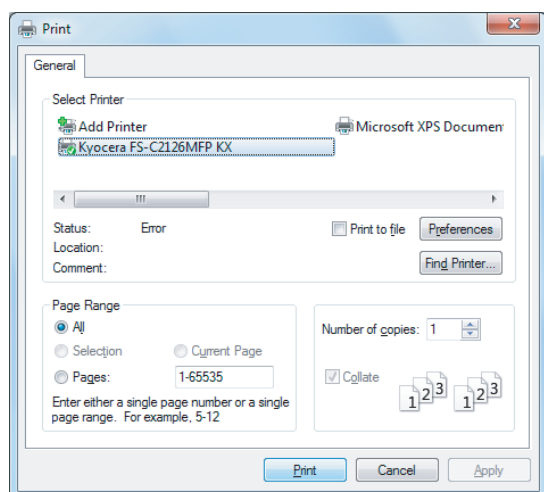 Print
General
Select Printer
Add Printer
Microsoft XPS Documen
Kyocera FS-C2126MFP KX
Status: Error
Print to file
Preferences
Location:
Comment:
Find Printer...
Page Range
All
Selection
Current Page
Pages: 1-65535
Enter either a single page number or a single
page range. For example, 5-12
Number of copies: 1
Collate
1 2 3 1 2 3
Print Cancel Apply